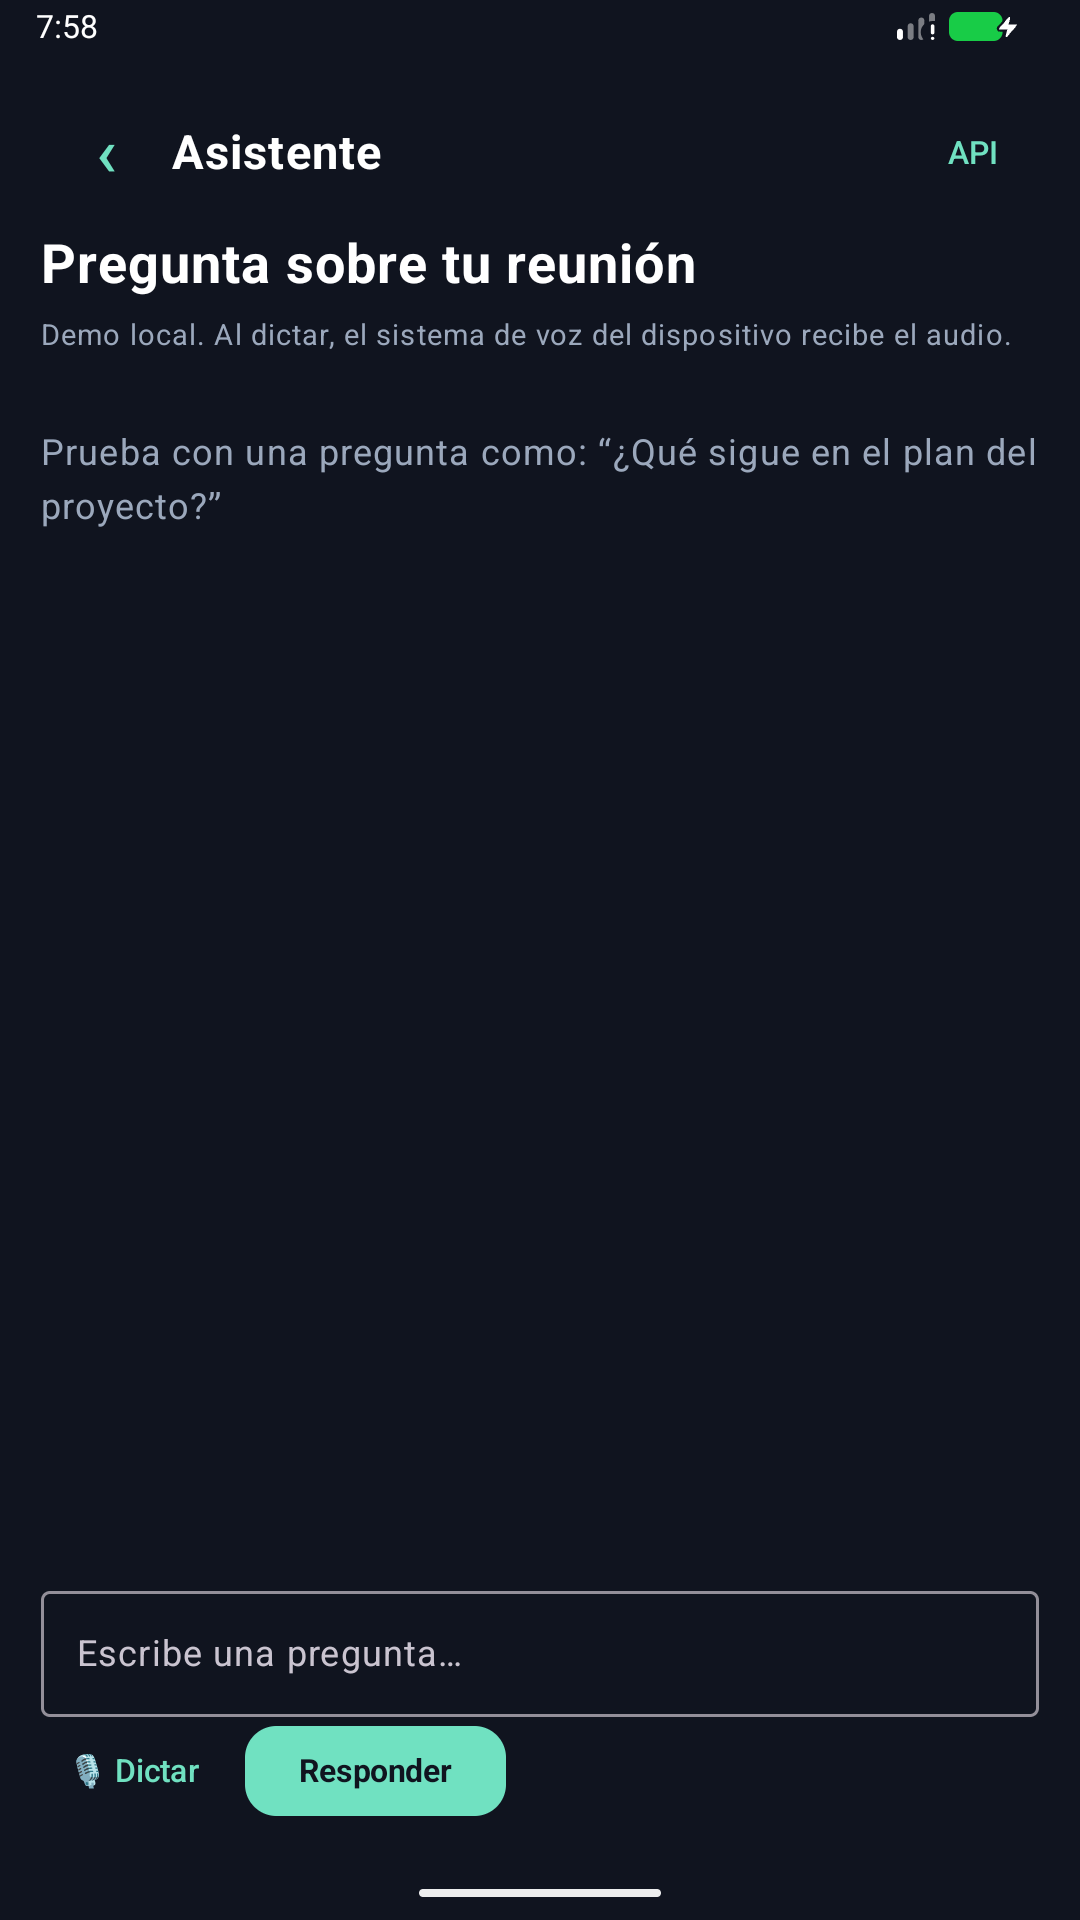 7:58
‹ Asistente API
Pregunta sobre tu reunión
Demo local. Al dictar, el sistema de voz del dispositivo recibe el audio.
Prueba con una pregunta como: “¿Qué sigue en el plan del
proyecto?”
Escribe una pregunta…
🎙️ Dictar Responder